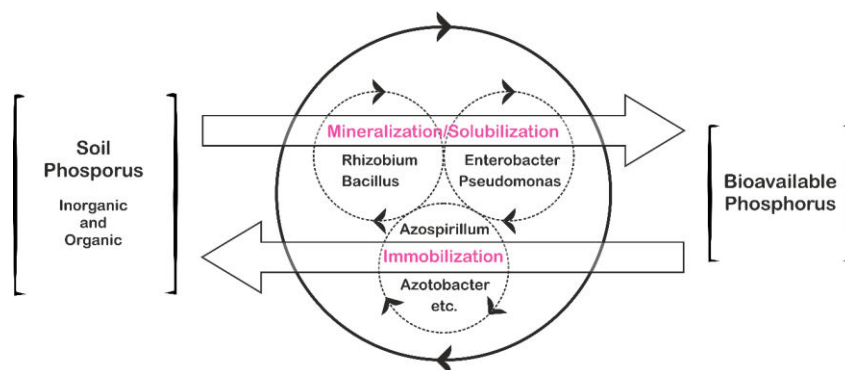 Soil
Phosporus
Inorganic
and
Organic
Mineralization/Solubilization
Rhizobium
Bacillus
Enterobacter
Pseudomonas
Azospirillum
Immobilization
Azotobacter
etc.
Bioavailable
Phosphorus